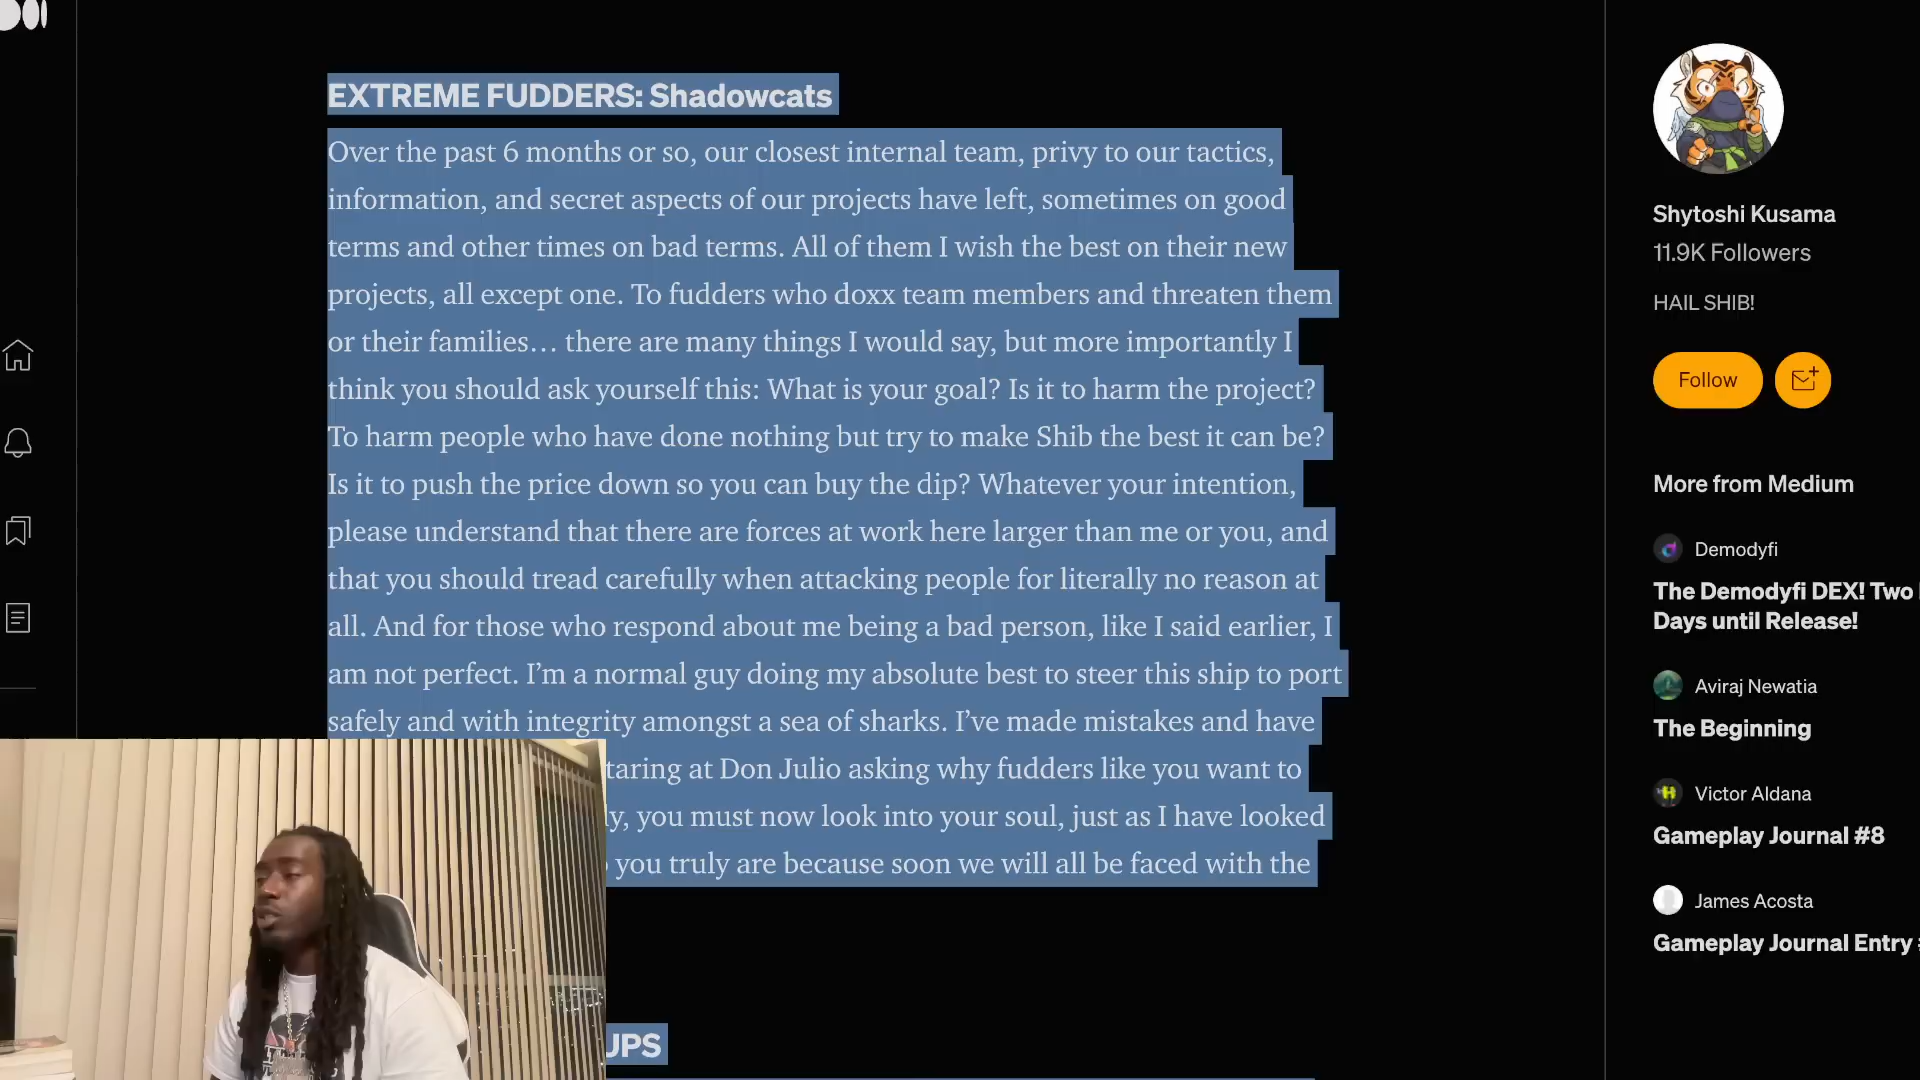 EXTREME FUDDERS: Shadowcats
Over the past 6 months or so, our closest internal team, privy to our tactics,
information, and secret aspects of our projects have left, sometimes on good
terms and other times on bad terms. All of them I wish the best on their new
projects, all except one. To fudders who doxx team members and threaten them
or their families… there are many things I would say, but more importantly I
think you should ask yourself this: What is your goal? Is it to harm the project?
To harm people who have done nothing but try to make Shib the best it can be?
Is it to push the price down so you can buy the dip? Whatever your intention,
please understand that there are forces at work here larger than me or you, and
that you should tread carefully when attacking people for literally no reason at
all. And for those who respond about me being a bad person, like I said earlier, I
am not perfect. I’m a normal guy doing my absolute best to steer this ship to port
safely and with integrity amongst a sea of sharks. I’ve made mistakes and have
taring at Don Julio asking why fudders like you want to
ly, you must now look into your soul, just as I have looked
you truly are because soon we will all be faced with the
UPS
Shytoshi Kusama
11.9K Followers
HAIL SHIB!
Follow
More from Medium
Demodyfi
The Demodyfi DEX! Two
Days until Release!
Aviraj Newatia
The Beginning
Victor Aldana
Gameplay Journal #8
James Acosta
Gameplay Journal Entry